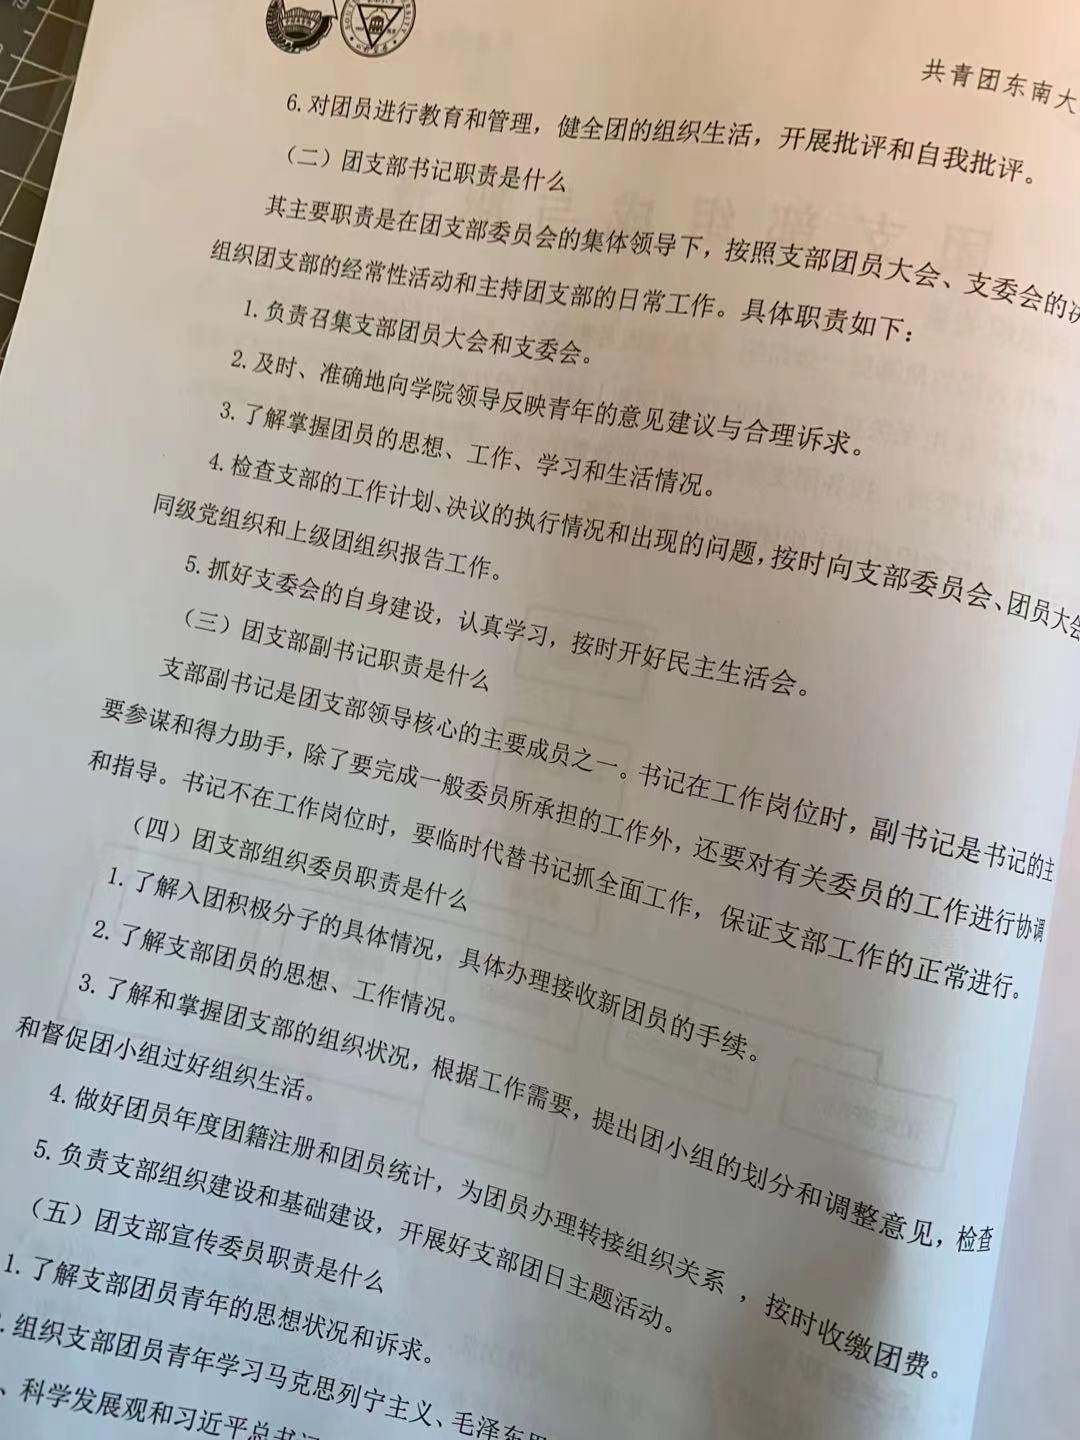 共青团东南大
6.对团员进行教育和管理，健全团的组织生活，开展批评和自我批评。
（二）团支部书记职责是什么
其主要职责是在团支部委员会的集体领导下，按照支部团员大会、支委会的决
组织团支部的经常性活动和主持团支部的日常工作。具体职责如下：
1.负责召集支部团员大会和支委会。
2.及时、准确地向学院领导反映青年的意见建议与合理诉求。
3.了解掌握团员的思想、工作、学习和生活情况。
4.检查支部的工作计划、决议的执行情况和出现的问题，按时向支部委员会、团员大会
同级党组织和上级团组织报告工作。
5.抓好支委会的自身建设，认真学习，按时开好民主生活会。
（三）团支部副书记职责是什么
支部副书记是团支部领导核心的主要成员之一。书记在工作岗位时，副书记是书记的主
要参谋和得力助手，除了要完成一般委员所承担的工作外，还要对有关委员的工作进行协调
和指导。书记不在工作岗位时，要临时代替书记抓全面工作，保证支部工作的正常进行。
（四）团支部组织委员职责是什么
1.了解入团积极分子的具体情况，具体办理接收新团员的手续。
2.了解支部团员的思想、工作情况。
3.了解和掌握团支部的组织状况，根据工作需要，提出团小组的划分和调整意见，检查
和督促团小组过好组织生活。
4.做好团员年度团籍注册和团员统计，为团员办理转接组织关系，按时收缴团费。
5.负责支部组织建设和基础建设，开展好支部团日主题活动。
（五）团支部宣传委员职责是什么
1.了解支部团员青年的思想状况和诉求。
.组织支部团员青年学习马克思列宁主义、毛泽东
、科学发展观和习近平总书